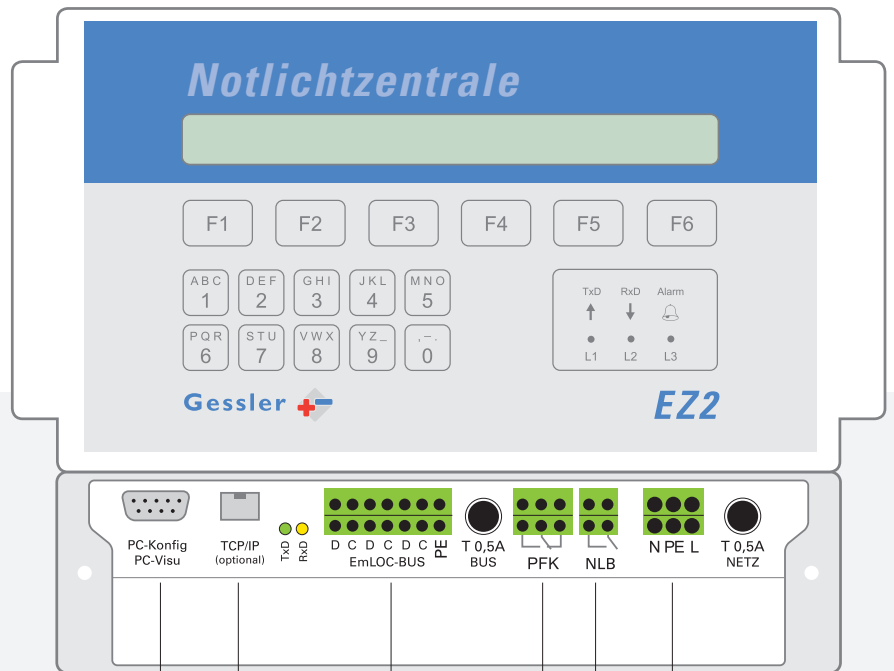 Notlichtzentrale
F1 F2 F3 F4 F5 F6
ABC DEF GHI JKL MNO
1 2 3 4 5
PQR STU VWX YZ_ ,–.
6 7 8 9 0
TxD RxD Alarm
L1 L2 L3
Gessler
EZ2
PC-Konfig
PC-Visu
TCP/IP
(optional)
TxD
RxD
D C D C D C PE
EmLOC-BUS
T 0,5A
BUS
PFK
NLB
N PE L
T 0,5A
NETZ